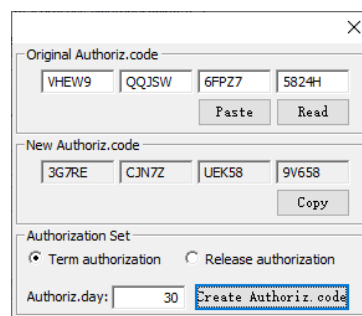 Original Authoriz.code
VHEW9 QQJSW 6FPZ7 5824H
Paste Read
New Authoriz.code
3G7RE CJN7Z UEK58 9V658
Copy
Authorization Set
Term authorization Release authorization
Authoriz.day: 30 Create Authoriz.code